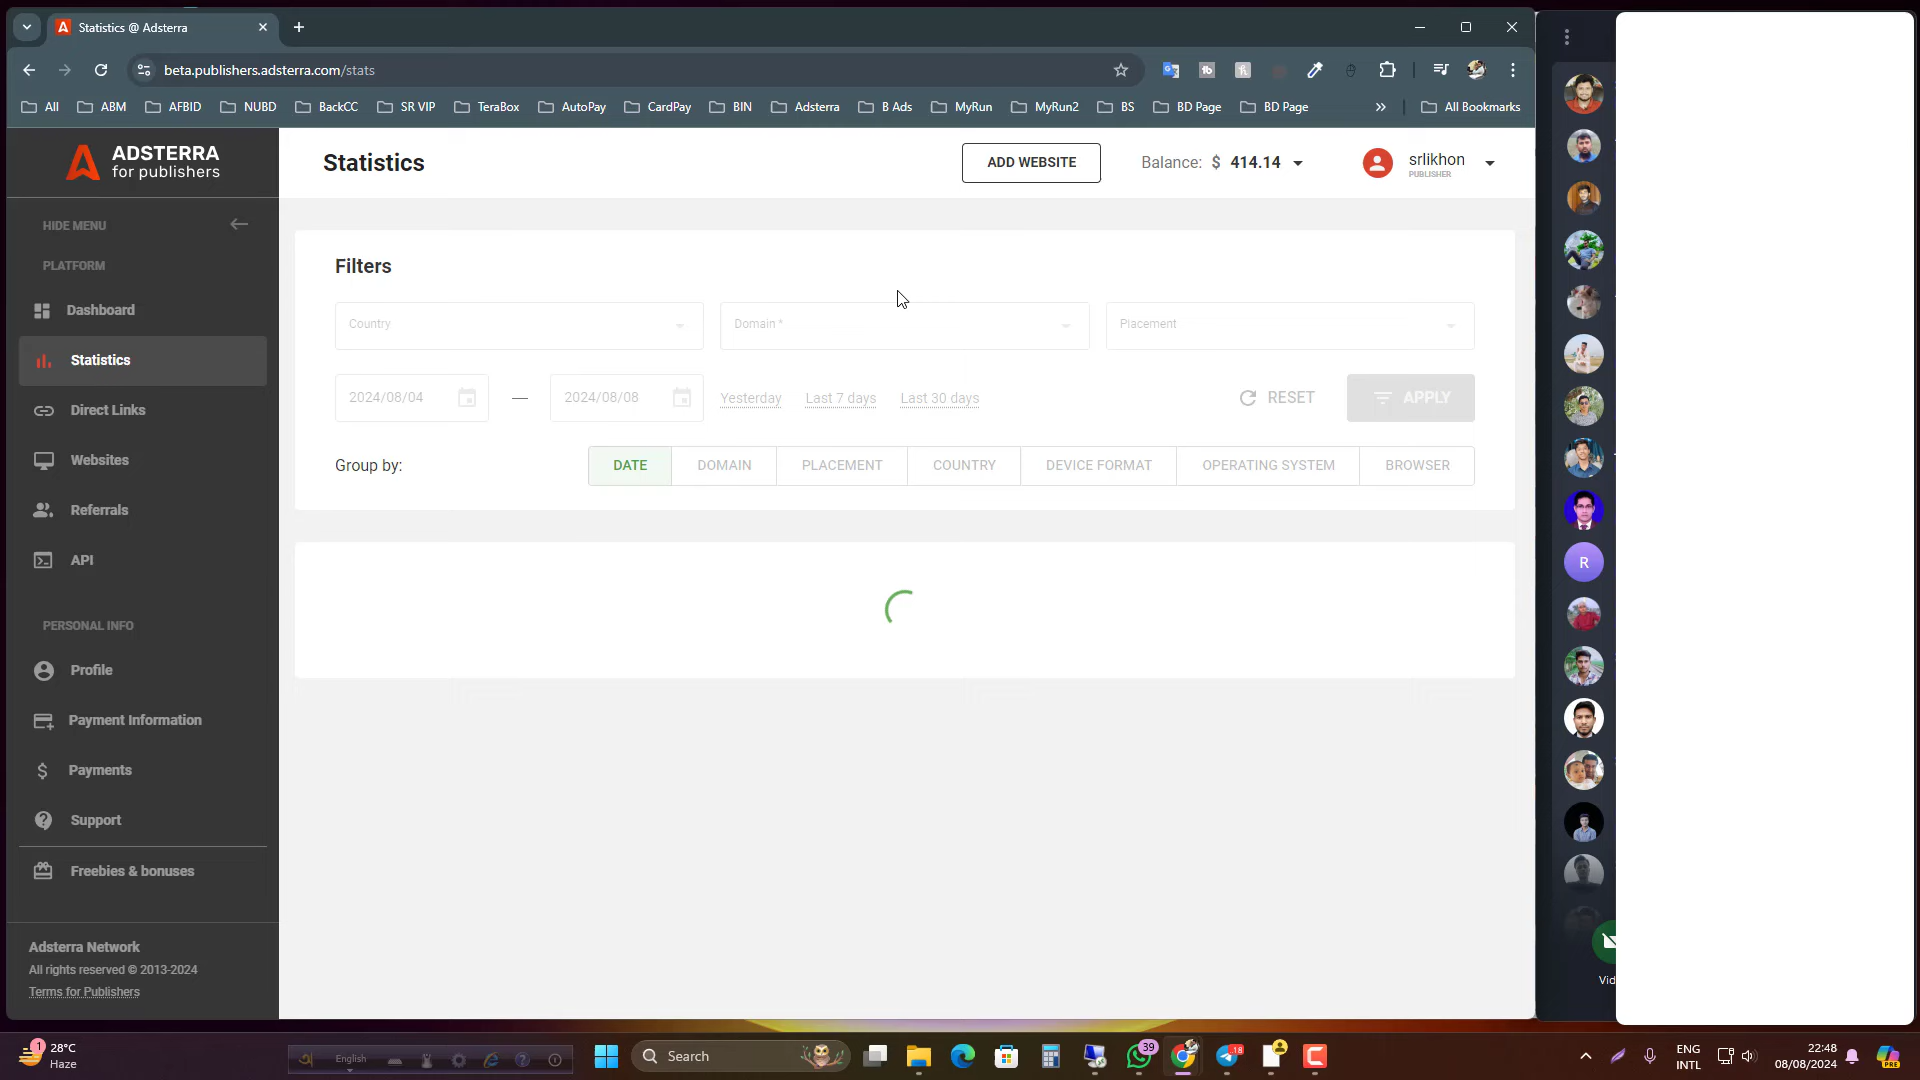 Statistics @ Adsterra
beta.publishers.adsterra.com/stats
All ABM AFBID NUBD BackCC SR VIP TeraBox AutoPay CardPay BIN Adsterra B Ads MyRun MyRun2 BS BD Page BD Page » All Bookmarks
ADSTERRA
for publishers
Statistics
ADD WEBSITE
Balance: $ 414.14
srlikhon
PUBLISHER
HIDE MENU
PLATFORM
Dashboard
Statistics
Direct Links
Websites
Referrals
API
PERSONAL INFO
Profile
Payment Information
Payments
Support
Freebies & bonuses
Adsterra Network
All rights reserved © 2013-2024
Terms for Publishers
Filters
Country
Domain *
Placement
2024/08/04 — 2024/08/08 Yesterday Last 7 days Last 30 days RESET APPLY
Group by: DATE DOMAIN PLACEMENT COUNTRY DEVICE FORMAT OPERATING SYSTEM BROWSER
R
Vid
1
28°C
Haze
English
Search
39
18
ENG
INTL
22:48
08/08/2024
PRE